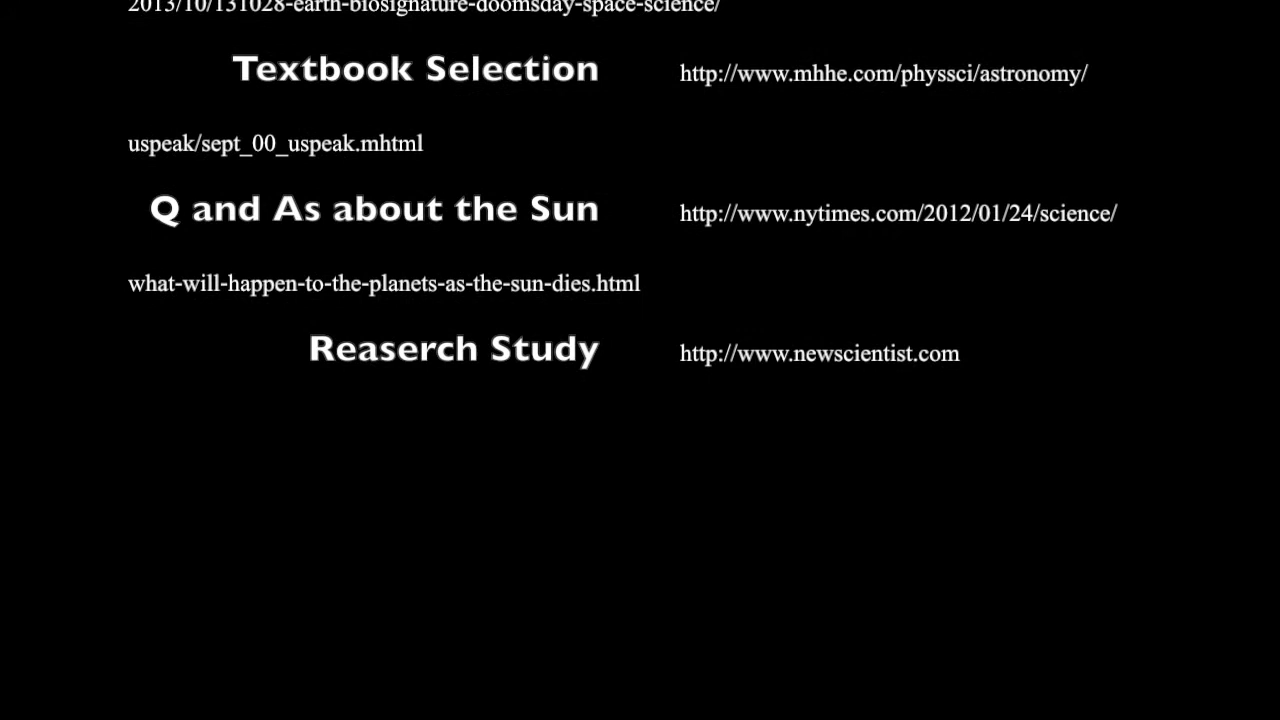 2013/10/131028-earth-biosignature-doomsday-space-science/
Textbook Selection http://www.mhhe.com/physsci/astronomy/
uspeak/sept_00_uspeak.mhtml
Q and As about the Sun http://www.nytimes.com/2012/01/24/science/
what-will-happen-to-the-planets-as-the-sun-dies.html
Reaserch Study http://www.newscientist.com